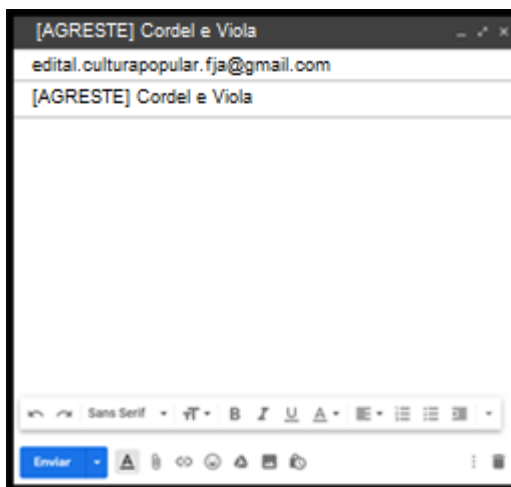 [AGRESTE] Cordel e Viola
edital.culturapopular.fja@gmail.com
[AGRESTE] Cordel e Viola
Sans Serif
Enviar